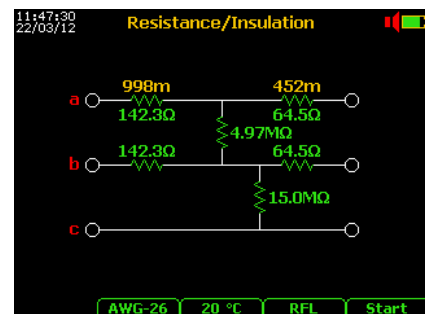 11:47:30
22/03/12
Resistance/Insulation
998m
452m
a
142.3Ω
64.5Ω
4.97MΩ
142.3Ω
64.5Ω
b
15.0MΩ
c
AWG-26
20 °C
RFL
Start